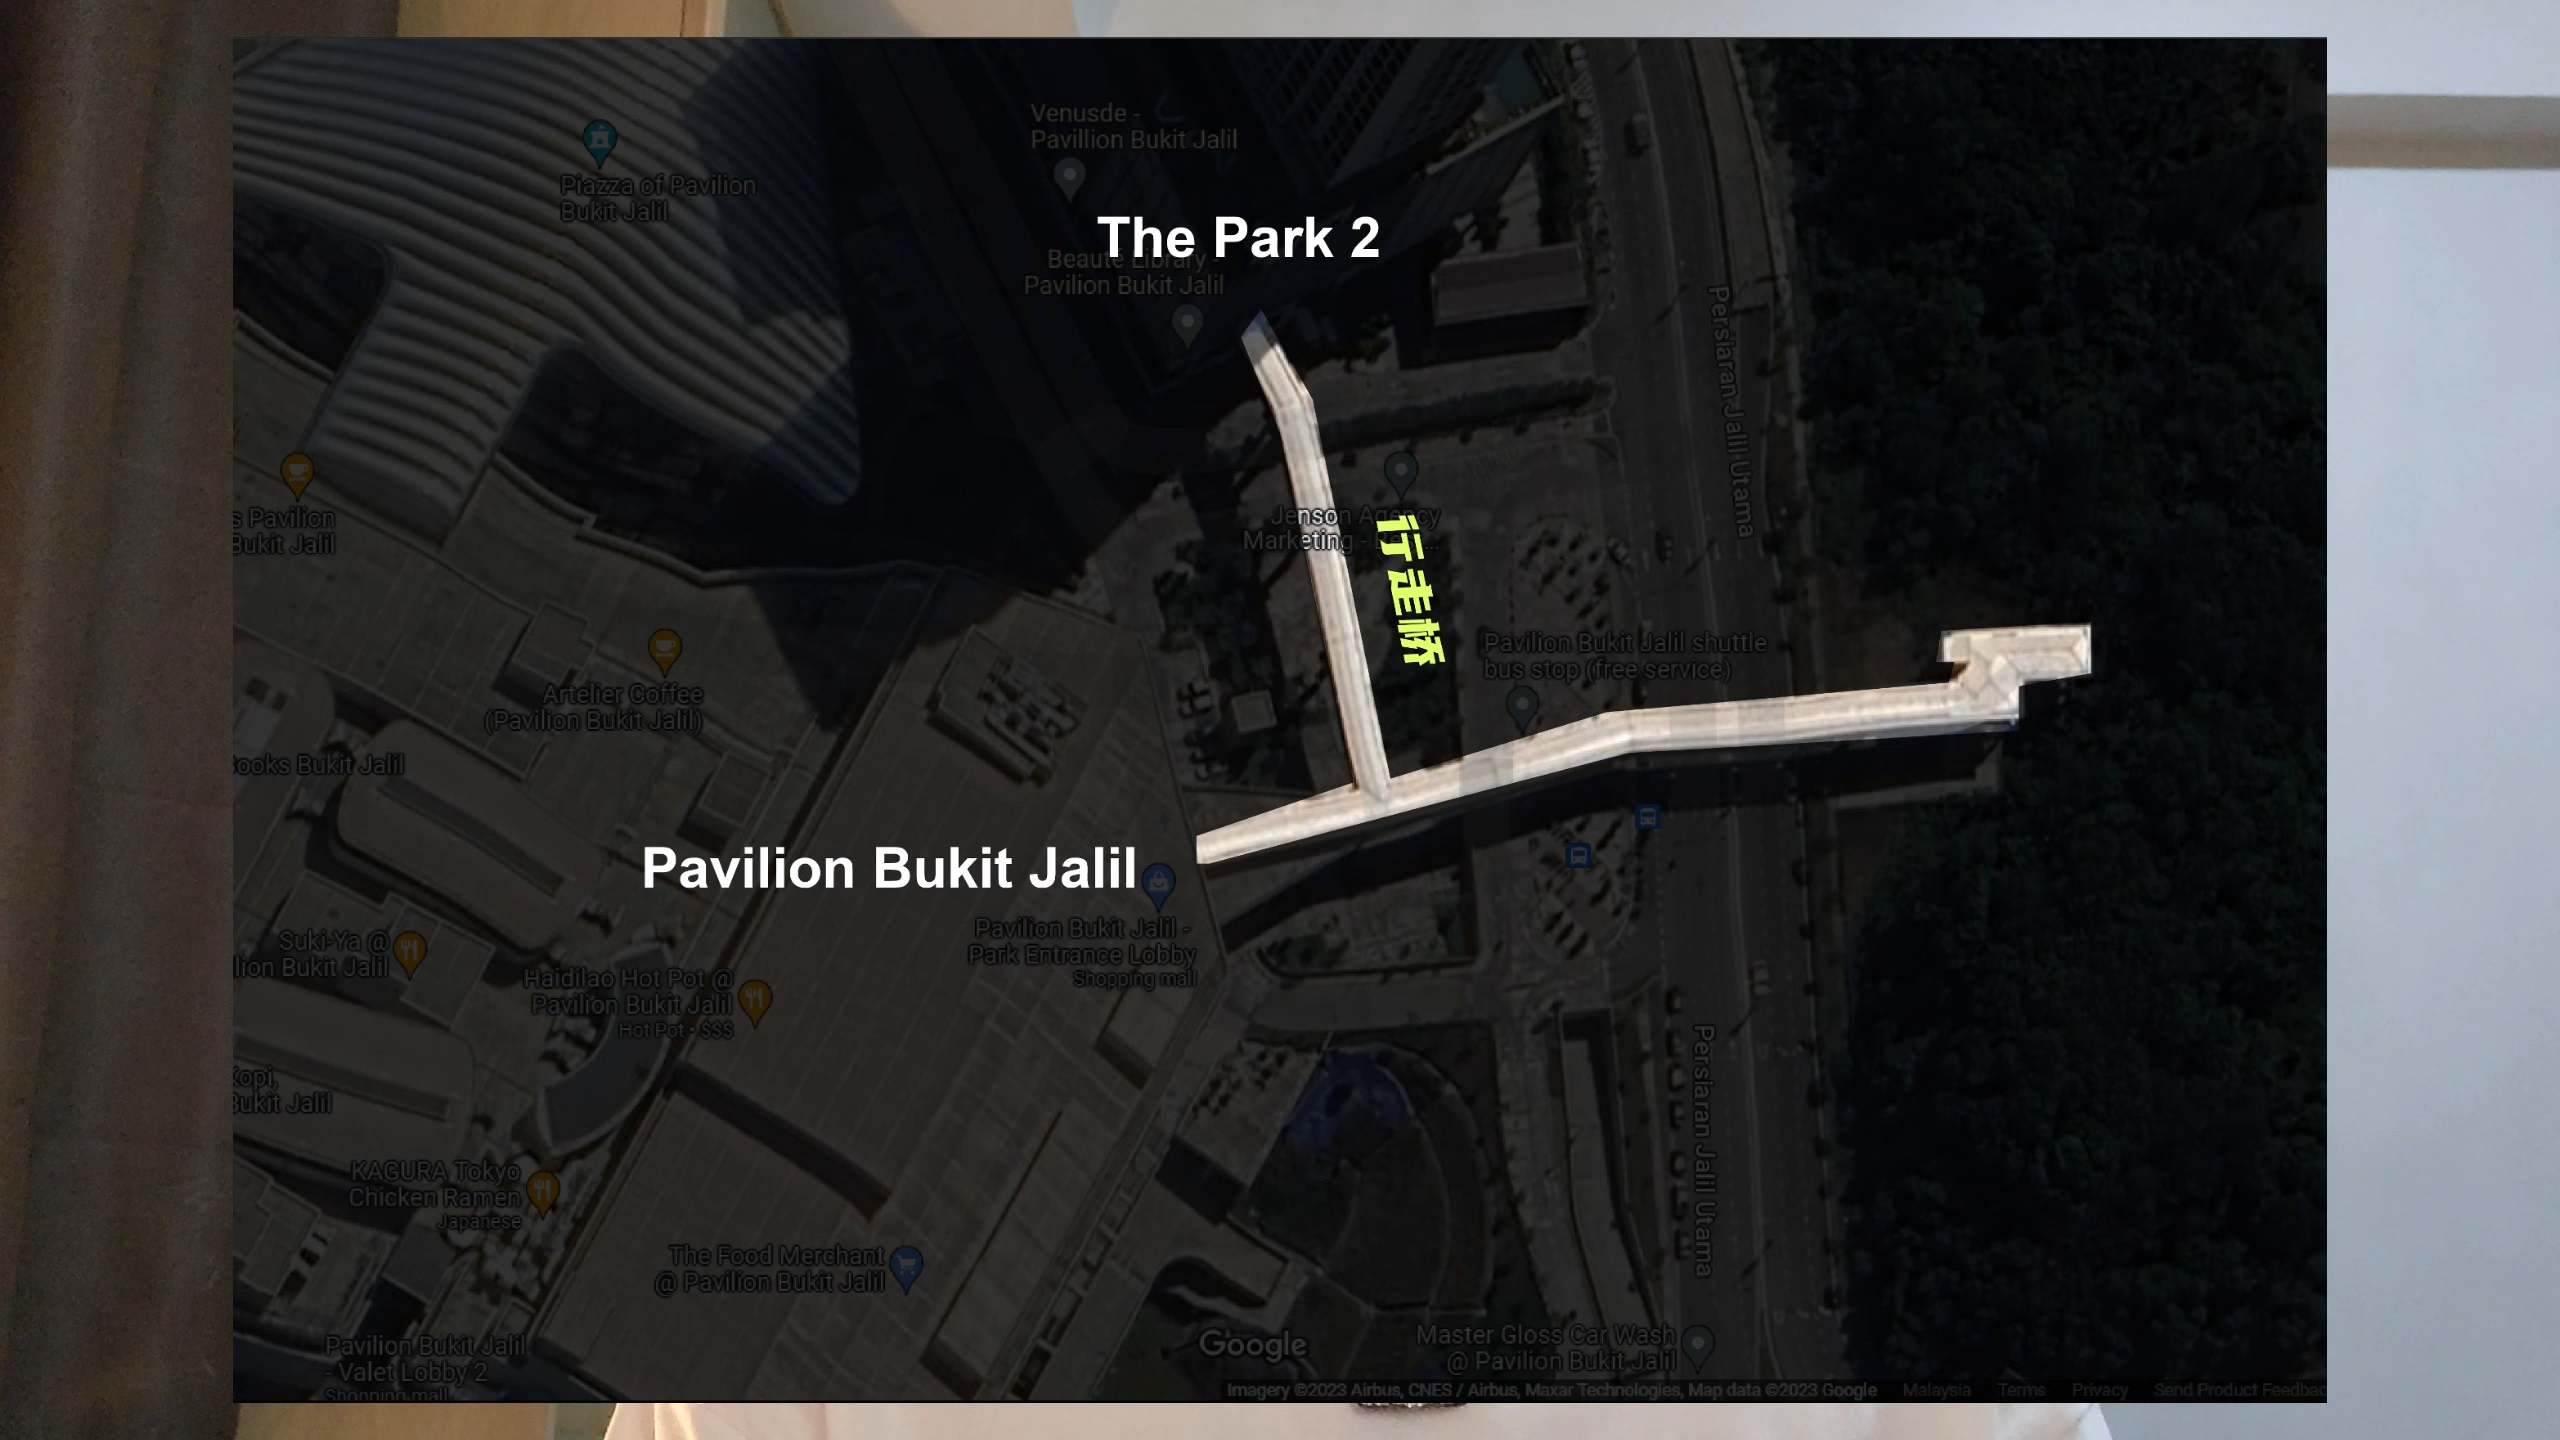 Venusde -
Pavillion Bukit Jalil
Piazza of Pavilion
Bukit Jalil
The Park 2
Beaute Library -
Pavilion Bukit Jalil
Persiaran Jalil Utama
s Pavilion
Bukit Jalil
Jenson Agency
Marketing - Be...
行走桥
Pavilion Bukit Jalil shuttle
bus stop (free service)
Artelier Coffee
(Pavilion Bukit Jalil)
ooks Bukit Jalil
Pavilion Bukit Jalil
Pavilion Bukit Jalil -
Park Entrance Lobby
Shopping mall
Suki-Ya @
lion Bukit Jalil
Haidilao Hot Pot @
Pavilion Bukit Jalil
Hot Pot • $$$
Persiaran Jalil Utama
Kopi,
Bukit Jalil
KAGURA Tokyo
Chicken Ramen
Japanese
The Food Merchant
@ Pavilion Bukit Jalil
Pavilion Bukit Jalil
- Valet Lobby 2
Shopping mall
Google
Master Gloss Car Wash
@ Pavilion Bukit Jalil
Imagery ©2023 Airbus, CNES / Airbus, Maxar Technologies, Map data ©2023 Google Malaysia Terms Privacy Send Product Feedbac